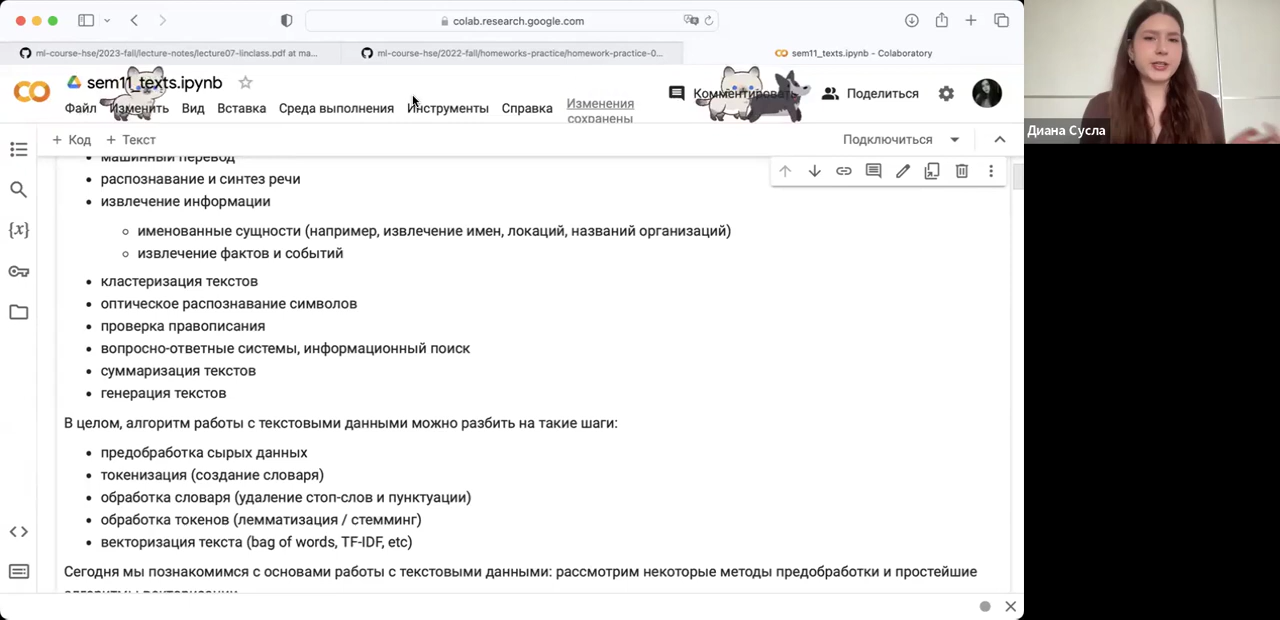 colab.research.google.com
ml-course-hse/2023-fall/lecture-notes/lecture07-linclass.pdf at ma...
ml-course-hse/2022-fall/homeworks-practice/homework-practice-0...
sem11_texts.ipynb - Colaboratory
sem11_texts.ipynb
Комментировать
Поделиться
Файл Изменить Вид Вставка Среда выполнения Инструменты Справка
Изменения
сохранены
+ Код + Текст
Подключиться
Диана Сусла
машинный перевод
распознавание и синтез речи
извлечение информации
именованные сущности (например, извлечение имен, локаций, названий организаций)
извлечение фактов и событий
кластеризация текстов
оптическое распознавание символов
проверка правописания
вопросно-ответные системы, информационный поиск
суммаризация текстов
генерация текстов
В целом, алгоритм работы с текстовыми данными можно разбить на такие шаги:
предобработка сырых данных
токенизация (создание словаря)
обработка словаря (удаление стоп-слов и пунктуации)
обработка токенов (лемматизация / стемминг)
векторизация текста (bag of words, TF-IDF, etc)
Сегодня мы познакомимся с основами работы с текстовыми данными: рассмотрим некоторые методы предобработки и простейшие